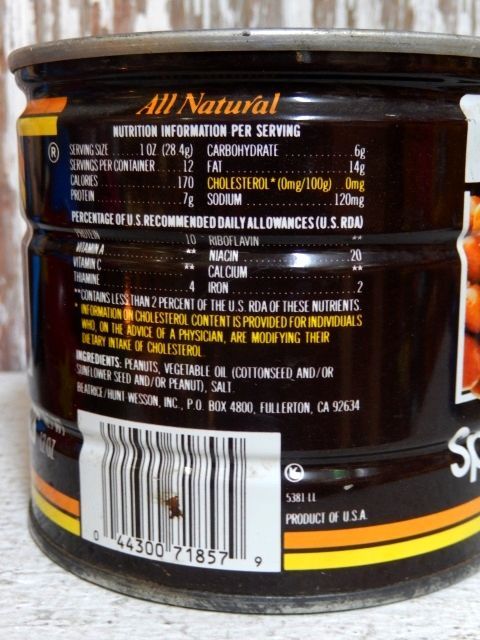 All Natural
®
NUTRITION INFORMATION PER SERVING
SERVING SIZE 1 OZ (28.4g) CARBOHYDRATE 6g
SERVINGS PER CONTAINER 12 FAT 14g
CALORIES 170 CHOLESTEROL* (0mg/100g) 0mg
PROTEIN 7g SODIUM 120mg
PERCENTAGE OF U.S. RECOMMENDED DAILY ALLOWANCES (U.S. RDA)
PROTEIN 10 RIBOFLAVIN **
VITAMIN A ** NIACIN 20
VITAMIN C ** CALCIUM **
THIAMINE 4 IRON 2
**CONTAINS LESS THAN 2 PERCENT OF THE U.S. RDA OF THESE NUTRIENTS.
* INFORMATION ON CHOLESTEROL CONTENT IS PROVIDED FOR INDIVIDUALS
WHO, ON THE ADVICE OF A PHYSICIAN, ARE MODIFYING THEIR
DIETARY INTAKE OF CHOLESTEROL.
INGREDIENTS: PEANUTS, VEGETABLE OIL (COTTONSEED AND/OR
SUNFLOWER SEED AND/OR PEANUT), SALT.
BEATRICE/HUNT-WESSON, INC., P.O. BOX 4800, FULLERTON, CA 92634
OZ
Sp
5381-LL
PRODUCT OF U.S.A.
0 44300 71857 9